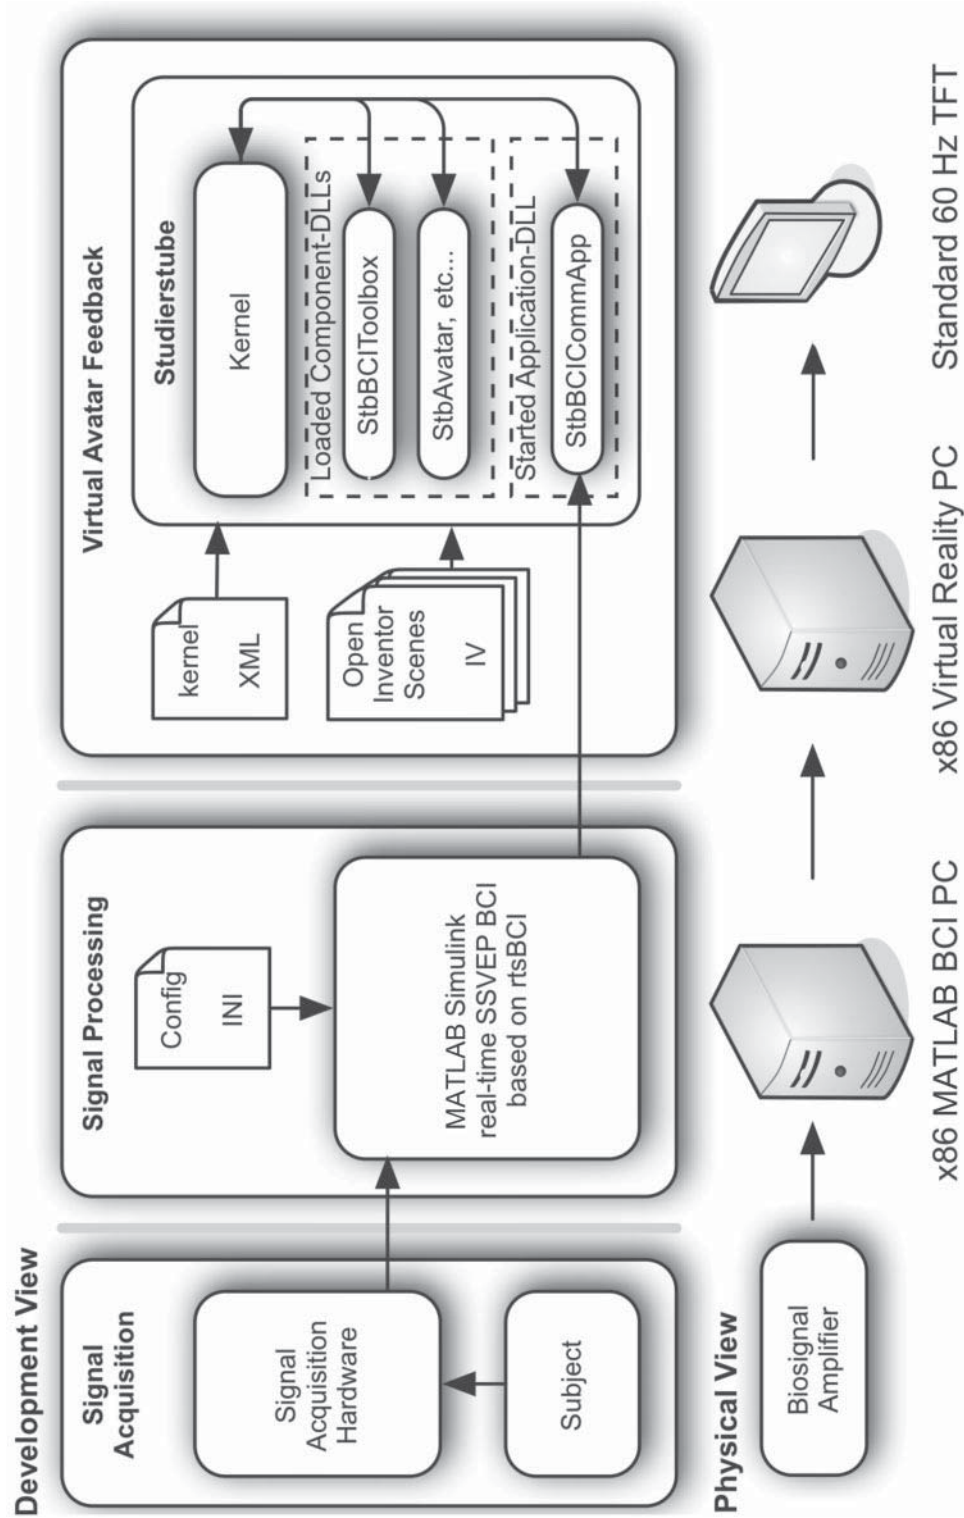 Development View
Signal
Acquisition
Signal
Acquisition
Hardware
Subject
Signal Processing
Config
INI
MATLAB Simulink
real-time SSVEP BCI
based on rtsBCI
Virtual Avatar Feedback
kernel
XML
Open
Inventor
Scenes
IV
Studierstube
Kernel
Loaded Component-DLLs
StbBCIToolbox
StbAvatar, etc...
Started Application-DLL
StbBCICommApp
Physical View
Biosignal
Amplifier
x86 MATLAB BCI PC
x86 Virtual Reality PC
Standard 60 Hz TFT